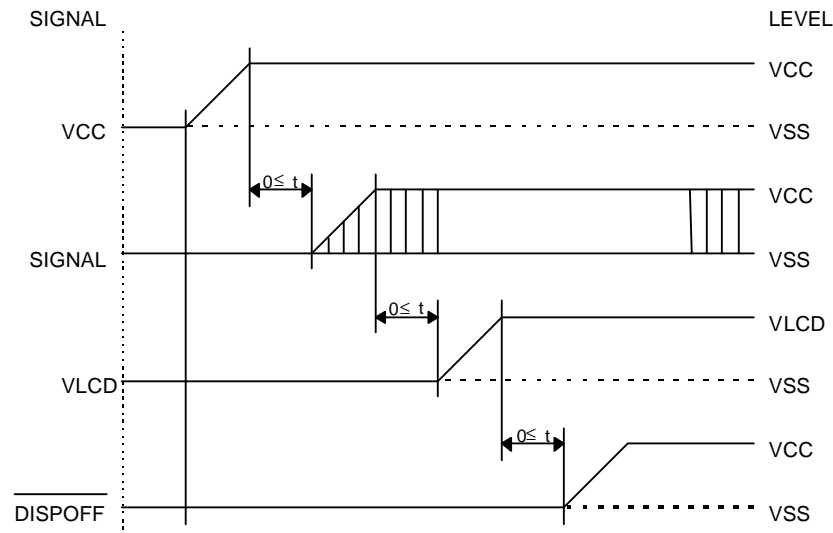 SIGNAL LEVEL
VCC
VCC VSS
0≤ t VCC
SIGNAL VSS
0≤ t VLCD
VLCD VSS
0≤ t VCC
DISPOFF VSS